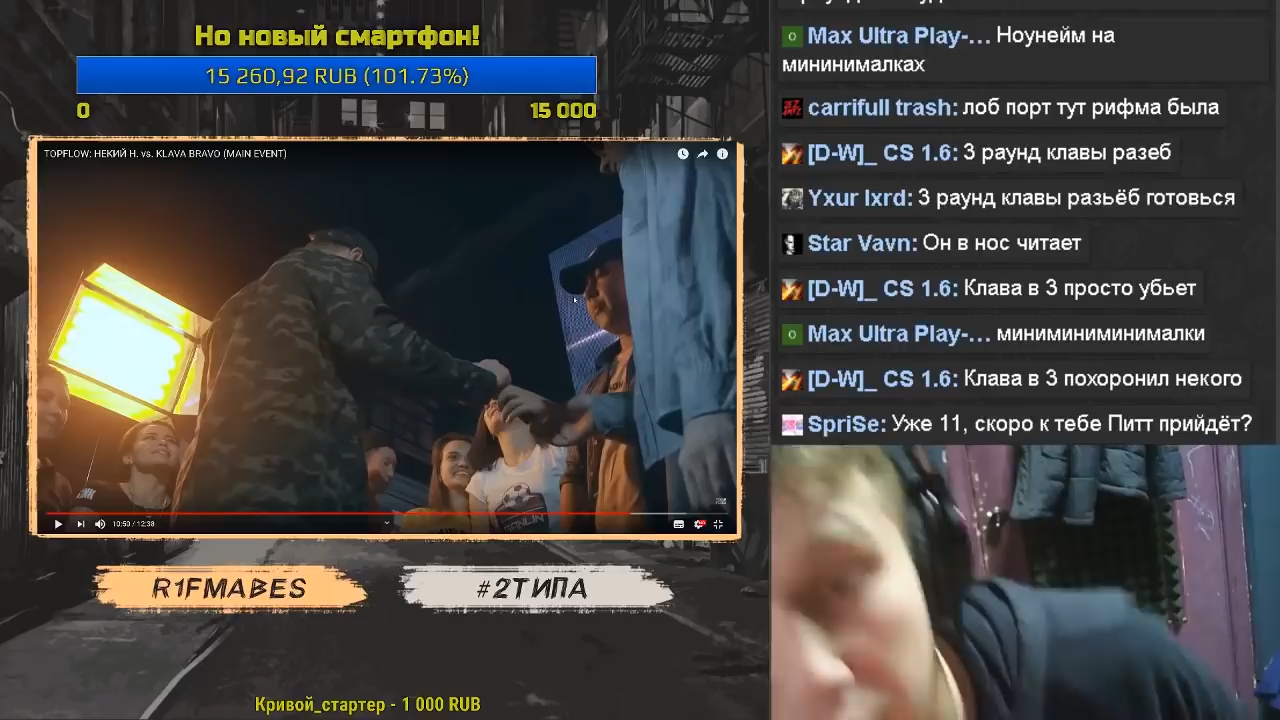 Но новый смартфон!
15 260,92 RUB (101.73%)
0
15 000
TOPFLOW: НЕКИЙ Н. vs. KLAVA BRAVO (MAIN EVENT)
10:50 / 12:38
R1FMABES
#2ТИПА
Кривой_стартер - 1 000 RUB
Max Ultra Play-… Ноунейм на
мининималках
carrifull trash: лоб порт тут рифма была
[D-W]_ CS 1.6: 3 раунд клавы разеб
Yxur Ixrd: 3 раунд клавы разьёб готовься
Star Vavn: Он в нос читает
[D-W]_ CS 1.6: Клава в 3 просто убьет
Max Ultra Play-… миниминиминималки
[D-W]_ CS 1.6: Клава в 3 похоронил некого
SpriSe: Уже 11, скоро к тебе Питт прийдёт?